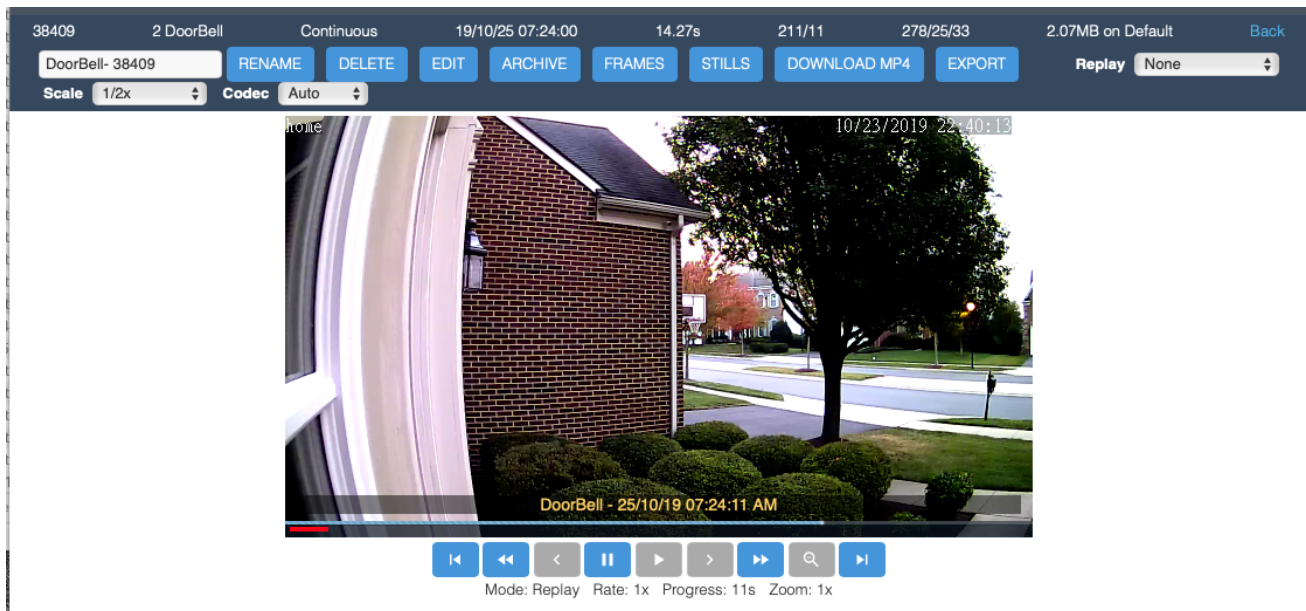 38409 2 DoorBell Continuous 19/10/25 07:24:00 14.27s 211/11 278/25/33 2.07MB on Default Back
DoorBell- 38409 RENAME DELETE EDIT ARCHIVE FRAMES STILLS DOWNLOAD MP4 EXPORT Replay None
Scale 1/2x Codec Auto
home 10/23/2019 22:40:13
DoorBell - 25/10/19 07:24:11 AM
Mode: Replay Rate: 1x Progress: 11s Zoom: 1x